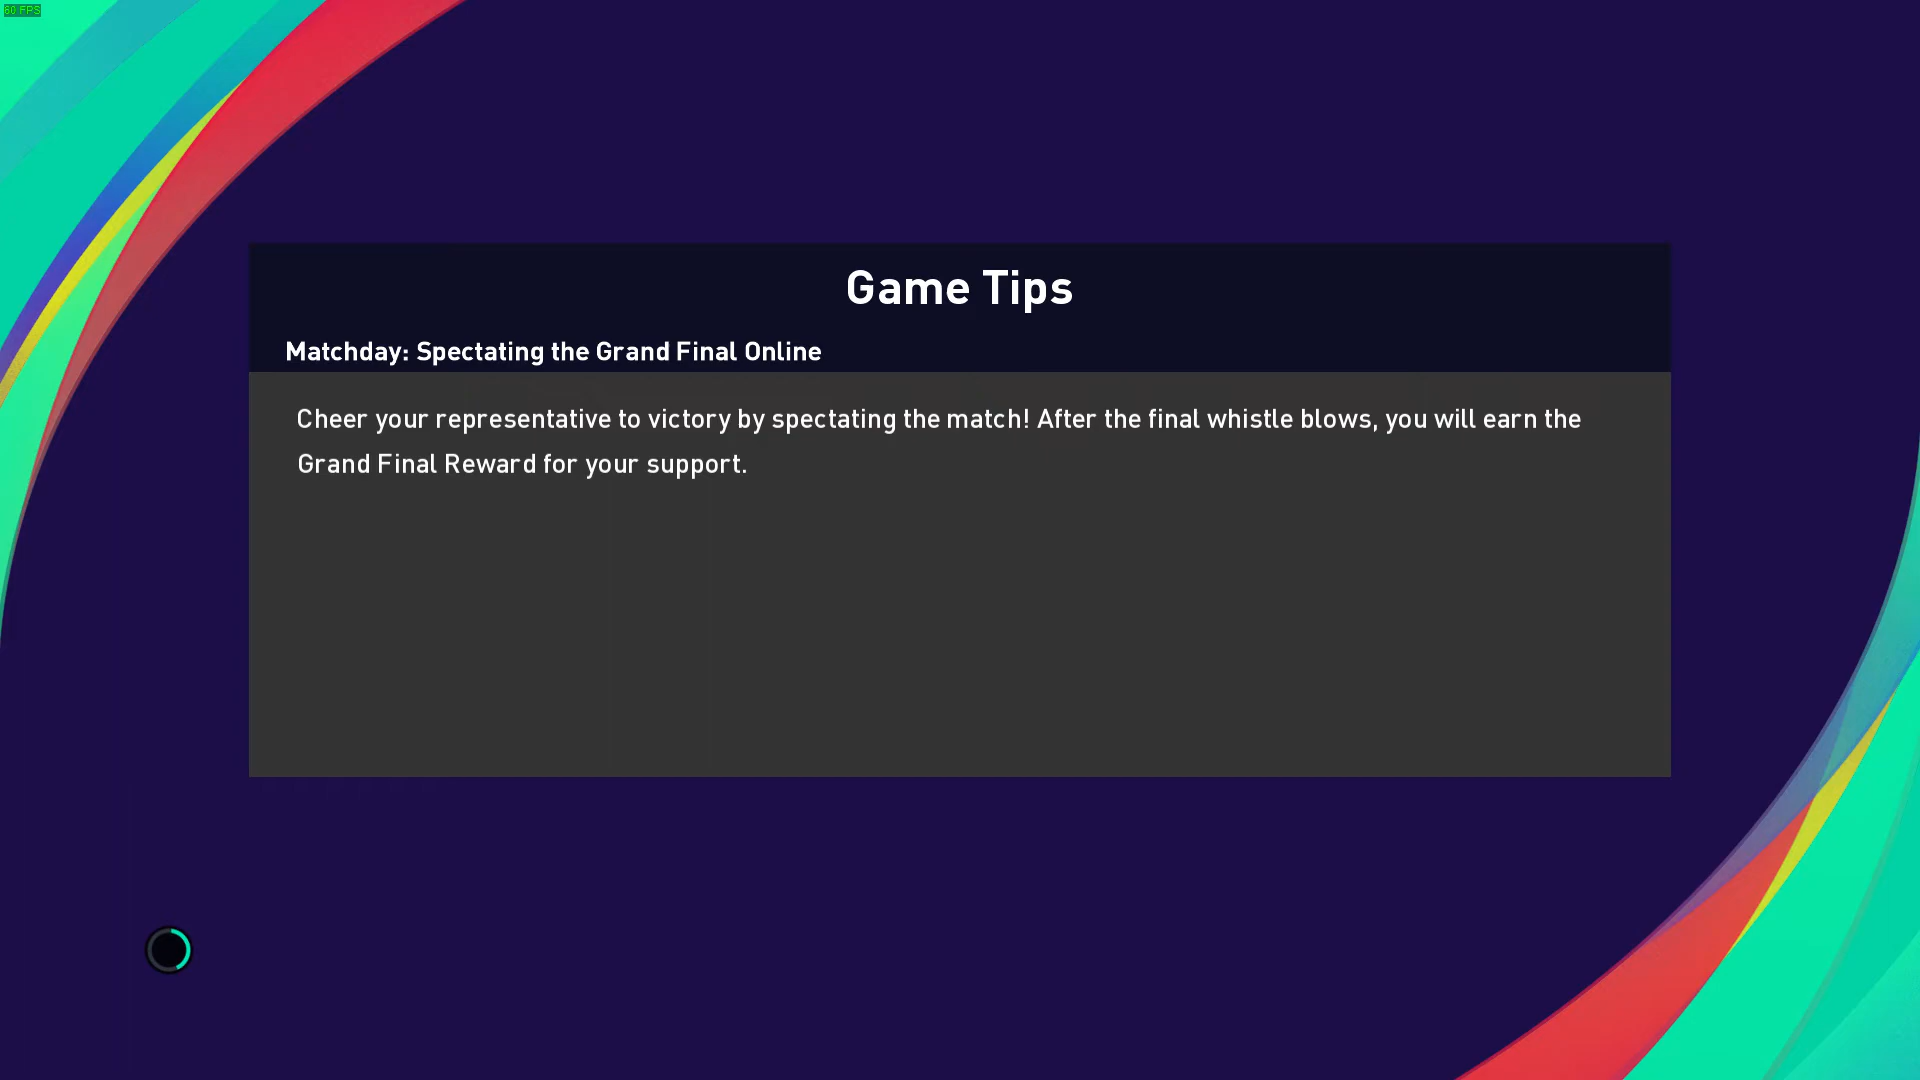 60 FPS
Game Tips
Matchday: Spectating the Grand Final Online
Cheer your representative to victory by spectating the match! After the final whistle blows, you will earn the
Grand Final Reward for your support.